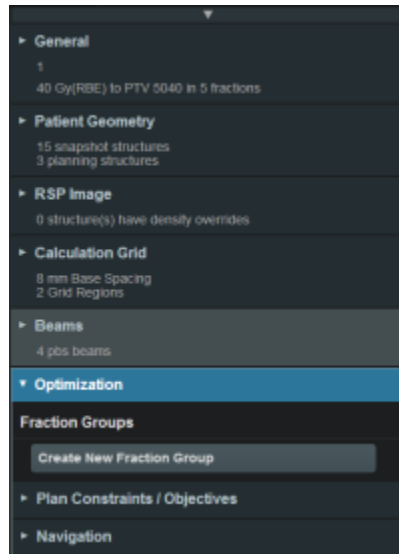 General
1
40 Gy(RBE) to PTV 5040 in 5 fractions
Patient Geometry
15 snapshot structures
3 planning structures
RSP Image
0 structure(s) have density overrides
Calculation Grid
8 mm Base Spacing
2 Grid Regions
Beams
4 pbs beams
Optimization
Fraction Groups
Create New Fraction Group
Plan Constraints / Objectives
Navigation